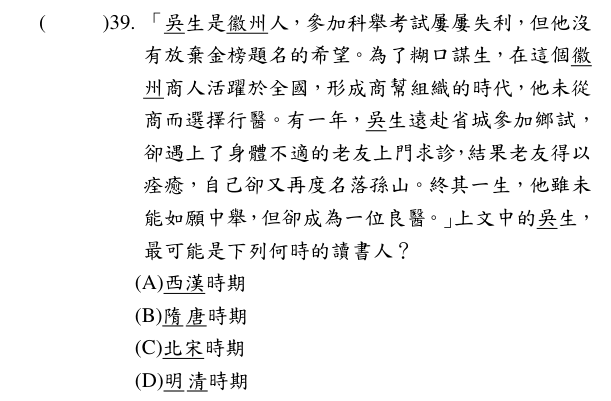 (　　)39.「吳生是徽州人，參加科舉考試屢屢失利，但他沒
有放棄金榜題名的希望。為了糊口謀生，在這個徽
州商人活躍於全國，形成商幫組織的時代，他未從
商而選擇行醫。有一年，吳生遠赴省城參加鄉試，
卻遇上了身體不適的老友上門求診，結果老友得以
痊癒，自己卻又再度名落孫山。終其一生，他雖未
能如願中舉，但卻成為一位良醫。」上文中的吳生，
最可能是下列何時的讀書人？
(A)西漢時期
(B)隋唐時期
(C)北宋時期
(D)明清時期